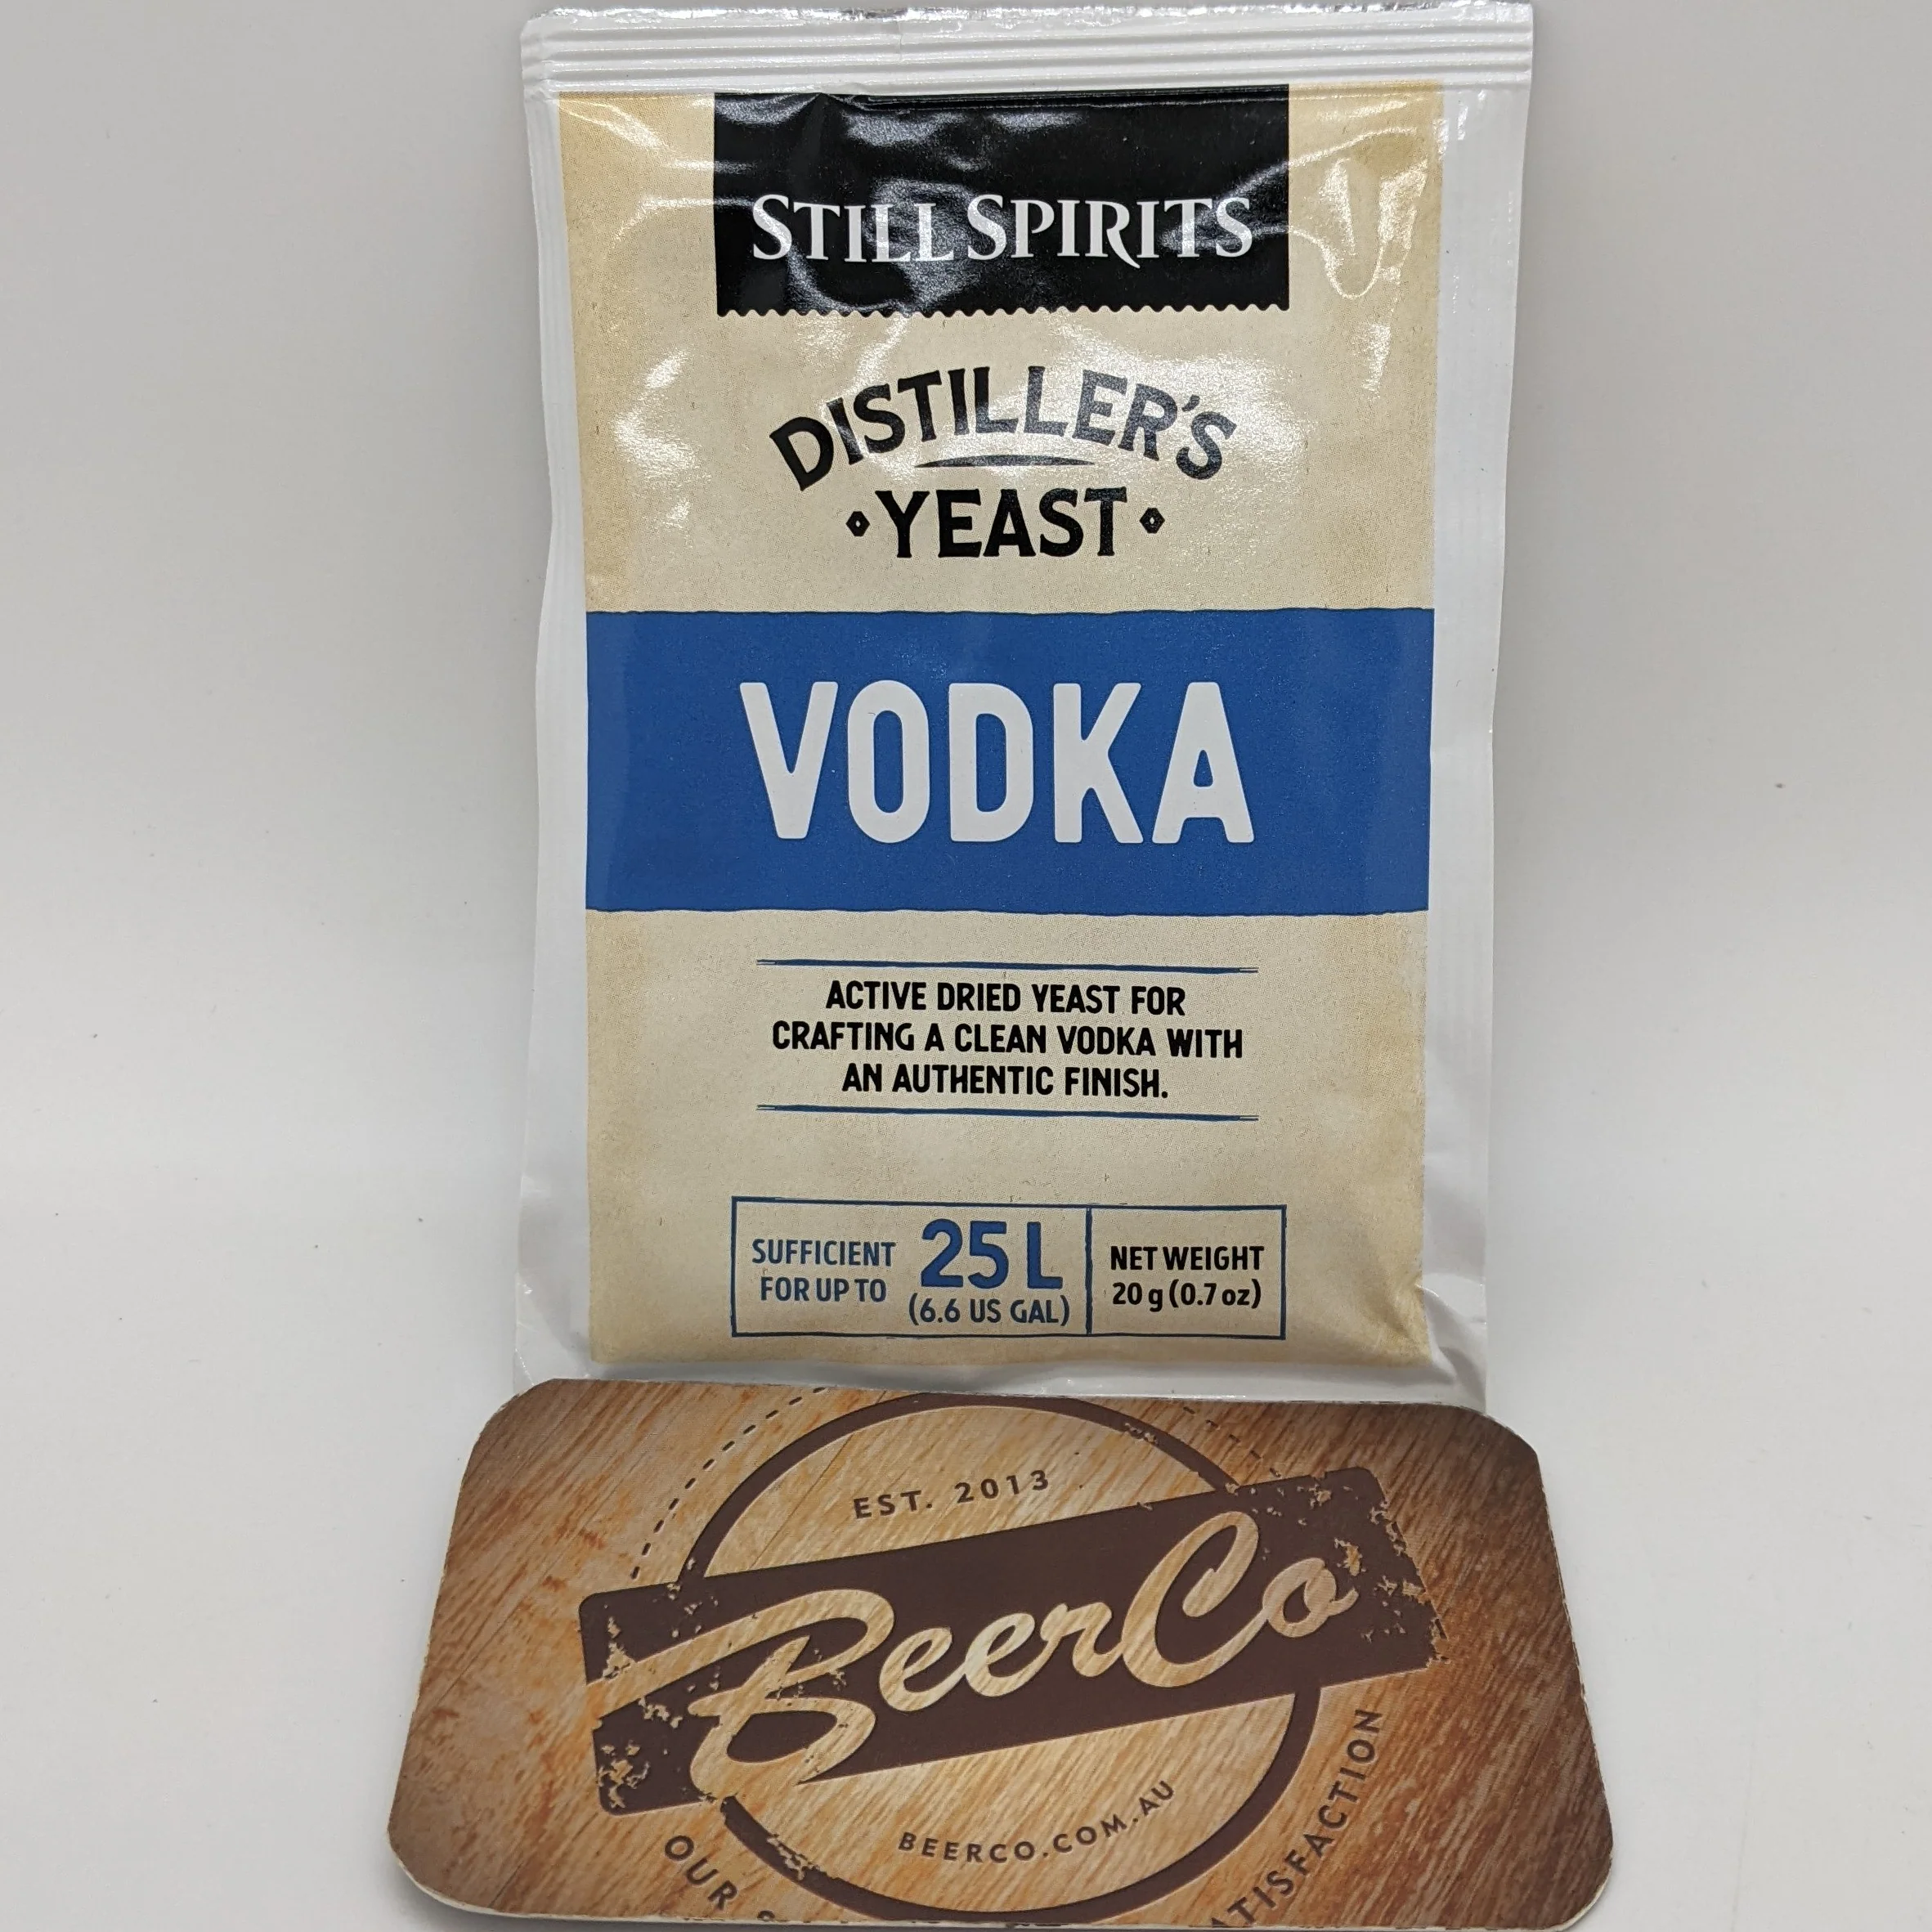 STILL SPIRITS
DISTILLER'S
YEAST
VODKA
ACTIVE DRIED YEAST FOR
CRAFTING A CLEAN VODKA WITH
AN AUTHENTIC FINISH.
SUFFICIENT
FOR UP TO
25 L
(6.6 US GAL)
NET WEIGHT
20 g (0.7 oz)
EST. 2013
BeerCo
BEERCO.COM.AU
OUR